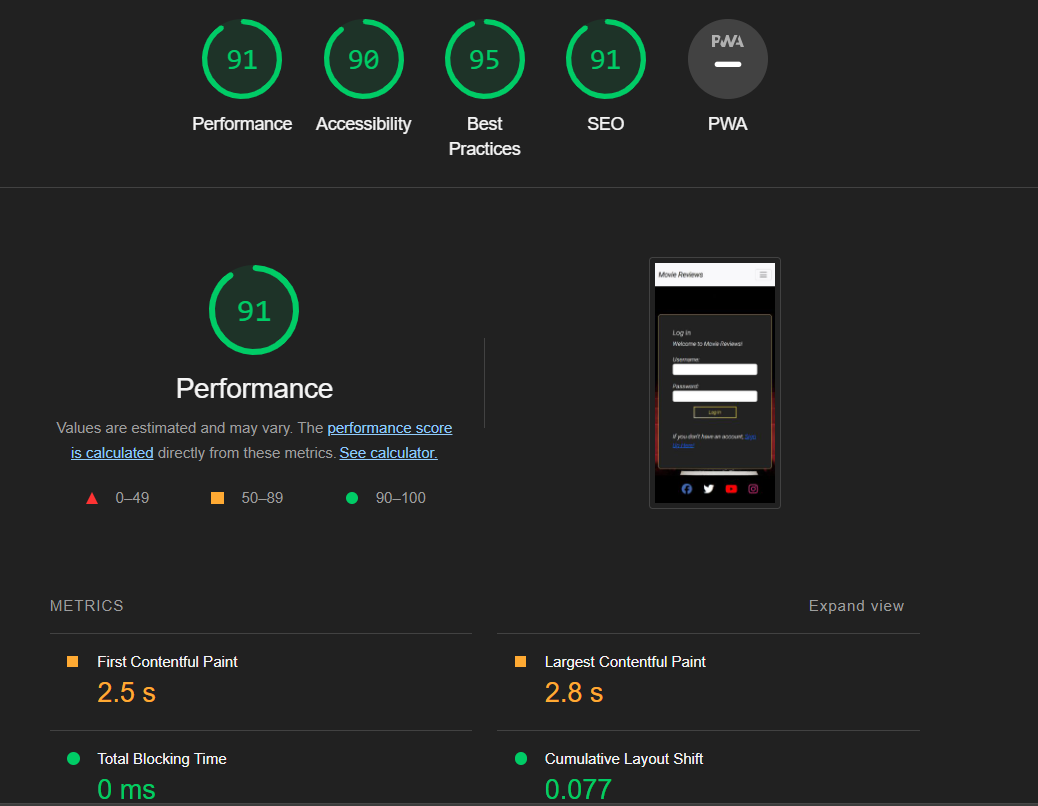 91
90
95
91
PWA
Performance
Accessibility
Best
Practices
SEO
PWA
91
Performance
Values are estimated and may vary. The performance score
is calculated directly from these metrics. See calculator.
0–49
50–89
90–100
Movie Reviews
Log In
Welcome to Movie Reviews!
Username
Password
Log In
If you don't have an account,
METRICS
Expand view
First Contentful Paint
2.5 s
Largest Contentful Paint
2.8 s
Total Blocking Time
0 ms
Cumulative Layout Shift
0.077